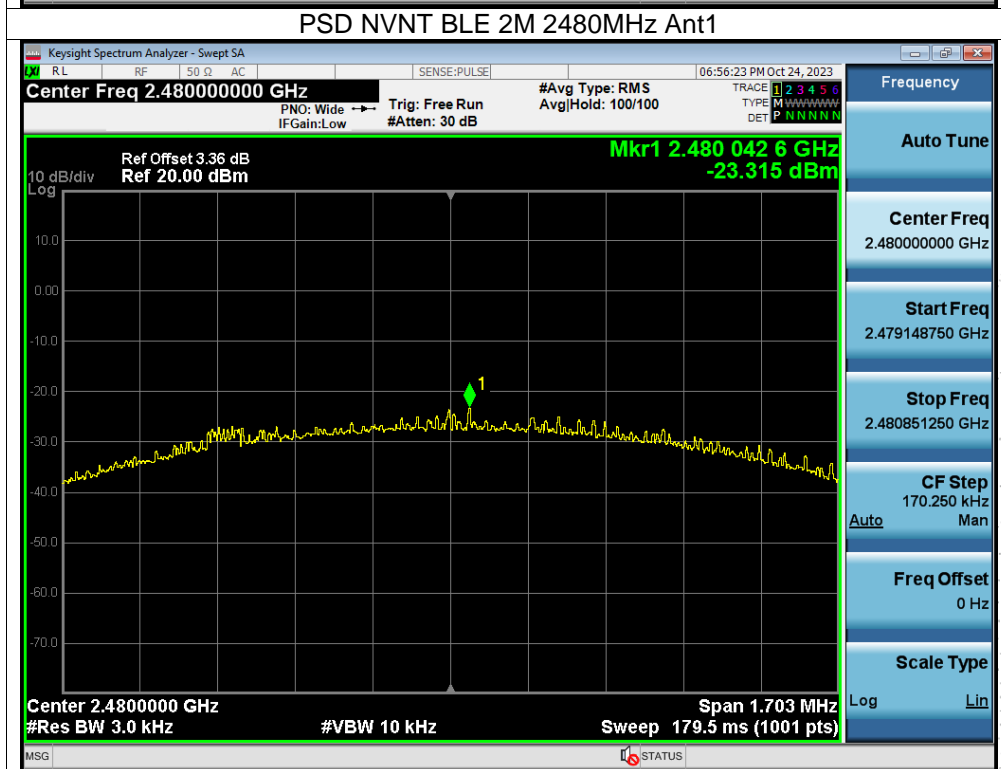 PSD NVNT BLE 2M 2480MHz Ant1
Keysight Spectrum Analyzer - Swept SA
LXI RL RF 50 Ω AC SENSE:PULSE 06:56:23 PM Oct 24, 2023
Center Freq 2.480000000 GHz
PNO: Wide
IFGain:Low
Trig: Free Run
#Atten: 30 dB
#Avg Type: RMS
Avg|Hold: 100/100
TRACE 1 2 3 4 5 6
TYPE M WWWWW
DET P N N N N N
Mkr1 2.480 042 6 GHz
-23.315 dBm
Ref Offset 3.36 dB
10 dB/div Ref 20.00 dBm
Log
10.0
0.00
-10.0
-20.0
-30.0
-40.0
-50.0
-60.0
-70.0
1
Center 2.4800000 GHz Span 1.703 MHz
#Res BW 3.0 kHz #VBW 10 kHz Sweep 179.5 ms (1001 pts)
MSG STATUS
Frequency
Auto Tune
Center Freq
2.480000000 GHz
Start Freq
2.479148750 GHz
Stop Freq
2.480851250 GHz
CF Step
170.250 kHz
Auto Man
Freq Offset
0 Hz
Scale Type
Log Lin